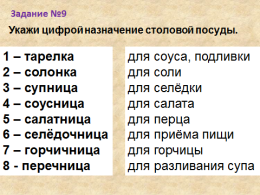 Задание №9
Укажи цифрой назначение столовой посуды.
1 – тарелка для соуса, подливки
2 – солонка для соли
3 – супница для селёдки
4 – соусница для салата
5 – салатница для перца
6 – селёдочница для приёма пищи
7 – горчичница для горчицы
8 - перечница для разливания супа